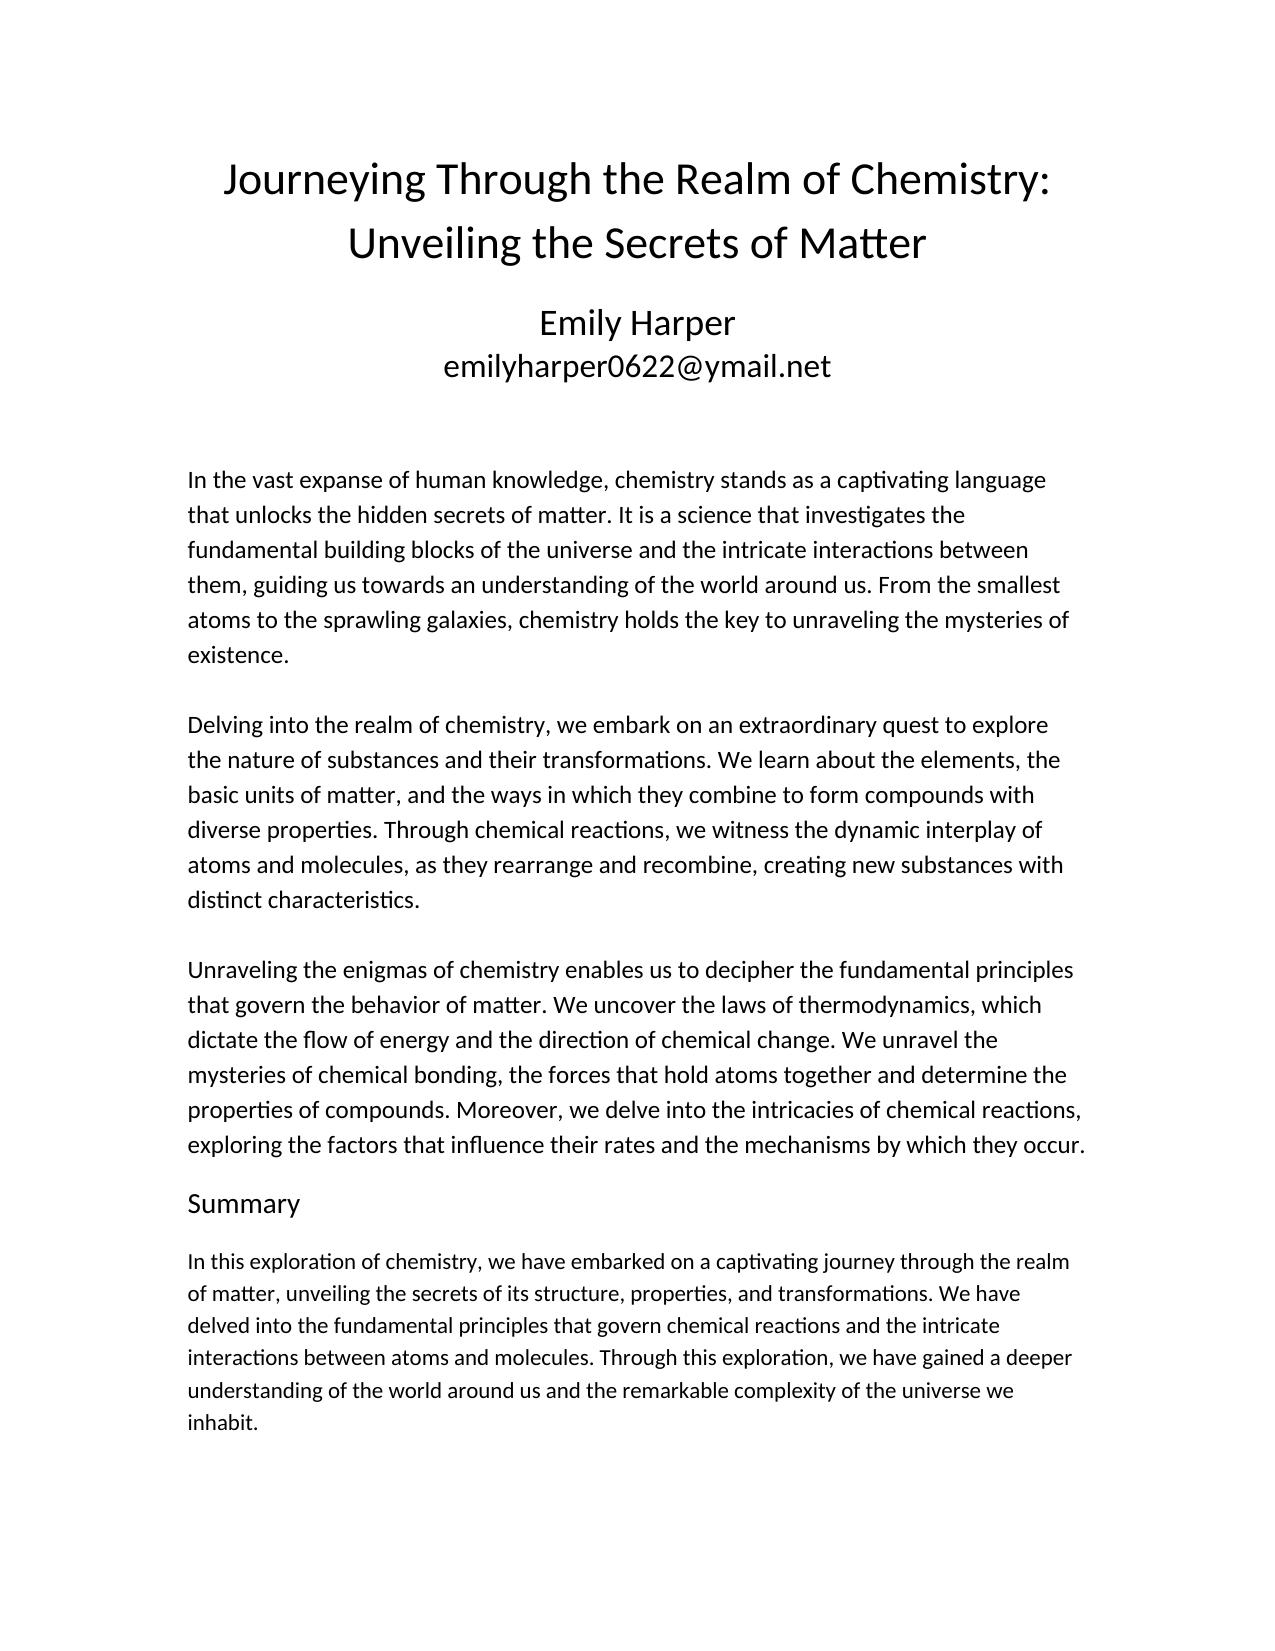 Journeying Through the Realm of Chemistry:
Unveiling the Secrets of Matter
Emily Harper
emilyharper0622@ymail.net
In the vast expanse of human knowledge, chemistry stands as a captivating language
that unlocks the hidden secrets of matter. It is a science that investigates the
fundamental building blocks of the universe and the intricate interactions between
them, guiding us towards an understanding of the world around us. From the smallest
atoms to the sprawling galaxies, chemistry holds the key to unraveling the mysteries of
existence.
Delving into the realm of chemistry, we embark on an extraordinary quest to explore
the nature of substances and their transformations. We learn about the elements, the
basic units of matter, and the ways in which they combine to form compounds with
diverse properties. Through chemical reactions, we witness the dynamic interplay of
atoms and molecules, as they rearrange and recombine, creating new substances with
distinct characteristics.
Unraveling the enigmas of chemistry enables us to decipher the fundamental principles
that govern the behavior of matter. We uncover the laws of thermodynamics, which
dictate the flow of energy and the direction of chemical change. We unravel the
mysteries of chemical bonding, the forces that hold atoms together and determine the
properties of compounds. Moreover, we delve into the intricacies of chemical reactions,
exploring the factors that influence their rates and the mechanisms by which they occur.
Summary
In this exploration of chemistry, we have embarked on a captivating journey through the realm
of matter, unveiling the secrets of its structure, properties, and transformations. We have
delved into the fundamental principles that govern chemical reactions and the intricate
interactions between atoms and molecules. Through this exploration, we have gained a deeper
understanding of the world around us and the remarkable complexity of the universe we
inhabit.